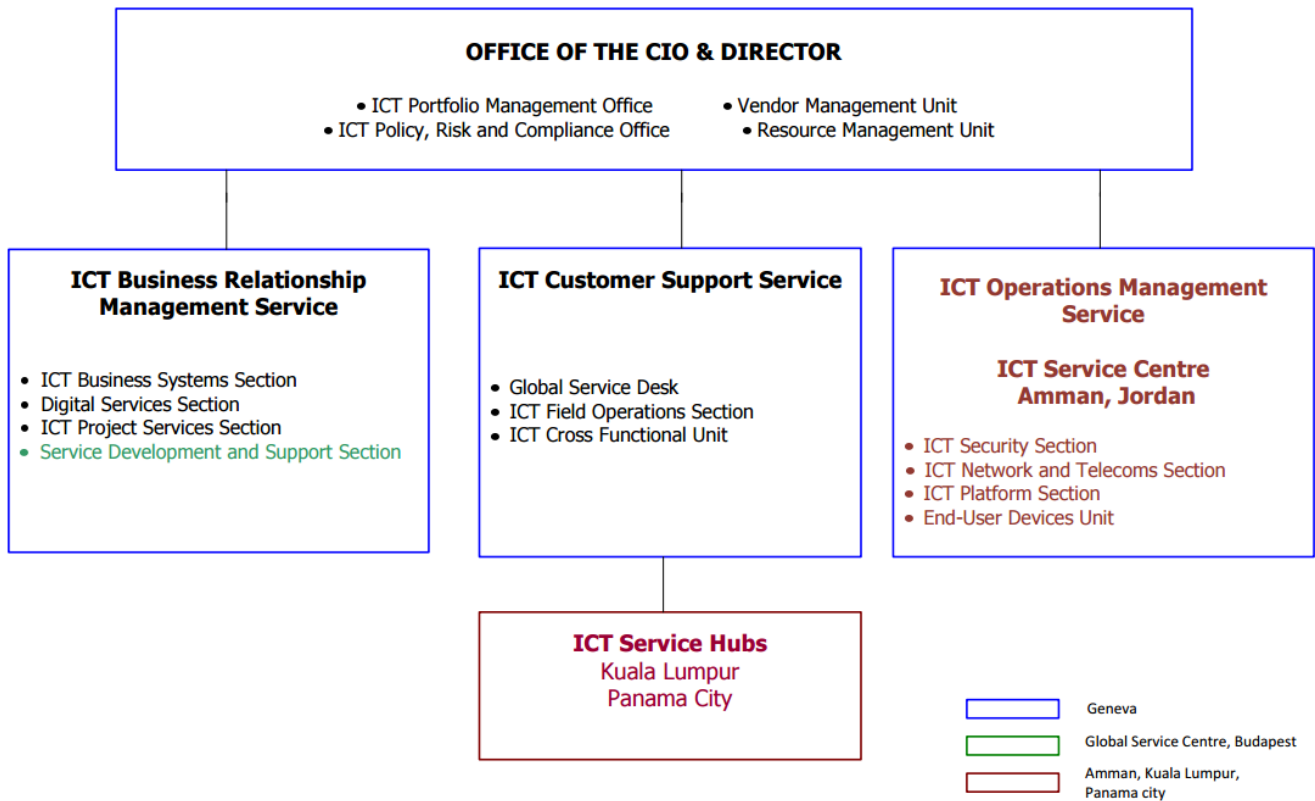 OFFICE OF THE CIO & DIRECTOR
• ICT Portfolio Management Office
• Vendor Management Unit
• ICT Policy, Risk and Compliance Office
• Resource Management Unit
ICT Business Relationship
Management Service
• ICT Business Systems Section
• Digital Services Section
• ICT Project Services Section
• Service Development and Support Section
ICT Customer Support Service
• Global Service Desk
• ICT Field Operations Section
• ICT Cross Functional Unit
ICT Operations Management
Service
ICT Service Centre
Amman, Jordan
• ICT Security Section
• ICT Network and Telecoms Section
• ICT Platform Section
• End-User Devices Unit
ICT Service Hubs
Kuala Lumpur
Panama City
Geneva
Global Service Centre, Budapest
Amman, Kuala Lumpur,
Panama city